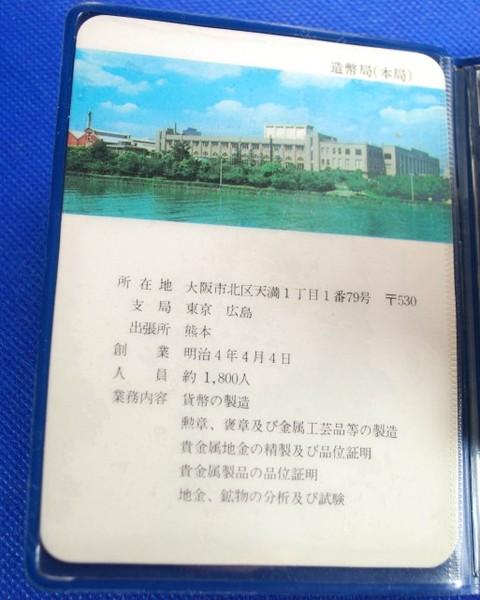 造幣局(本局)
所在地 大阪市北区天満1丁目1番79号 〒530
支局 東京 広島
出張所 熊本
創業 明治4年4月4日
人員 約1,800人
業務内容 貨幣の製造
勲章、褒章及び金属工芸品等の製造
貴金属地金の精製及び品位証明
貴金属製品の品位証明
地金、鉱物の分析及び試験